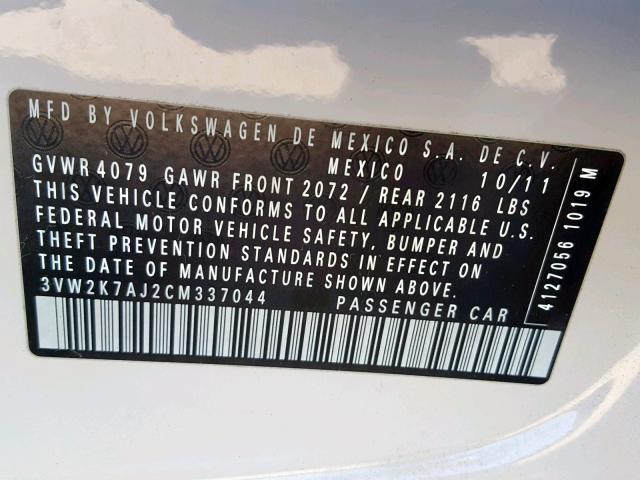 MFD BY VOLKSWAGEN DE MEXICO S.A. DE C.V.
MEXICO 10/11
GVWR 4079 GAWR FRONT 2072 / REAR 2116 LBS
THIS VEHICLE CONFORMS TO ALL APPLICABLE U.S.
FEDERAL MOTOR VEHICLE SAFETY, BUMPER AND
THEFT PREVENTION STANDARDS IN EFFECT ON
THE DATE OF MANUFACTURE SHOWN ABOVE.
3VW2K7AJ2CM337044 PASSENGER CAR
4127056 1019 M